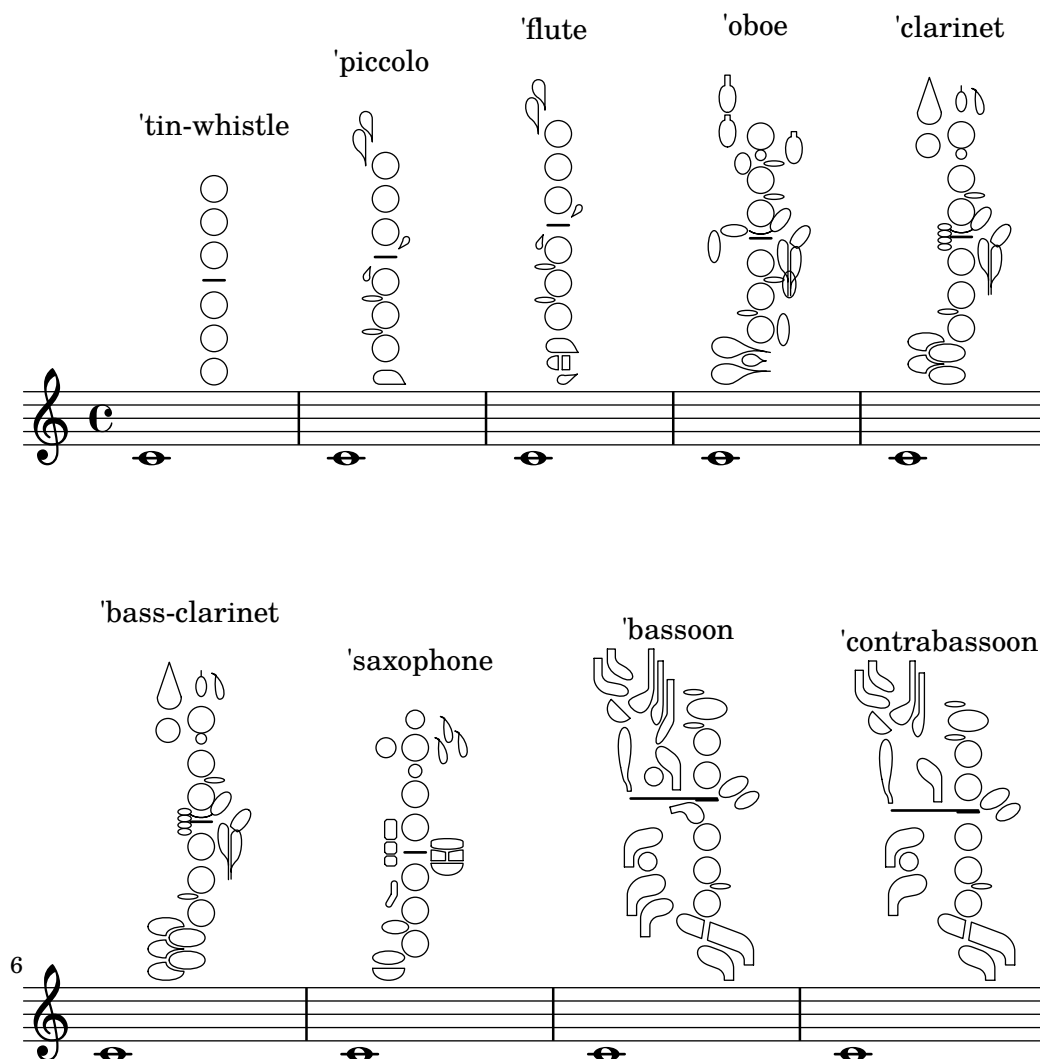 'tin-whistle
'piccolo
'flute
'oboe
'clarinet
'bass-clarinet
'saxophone
'bassoon
'contrabassoon
6